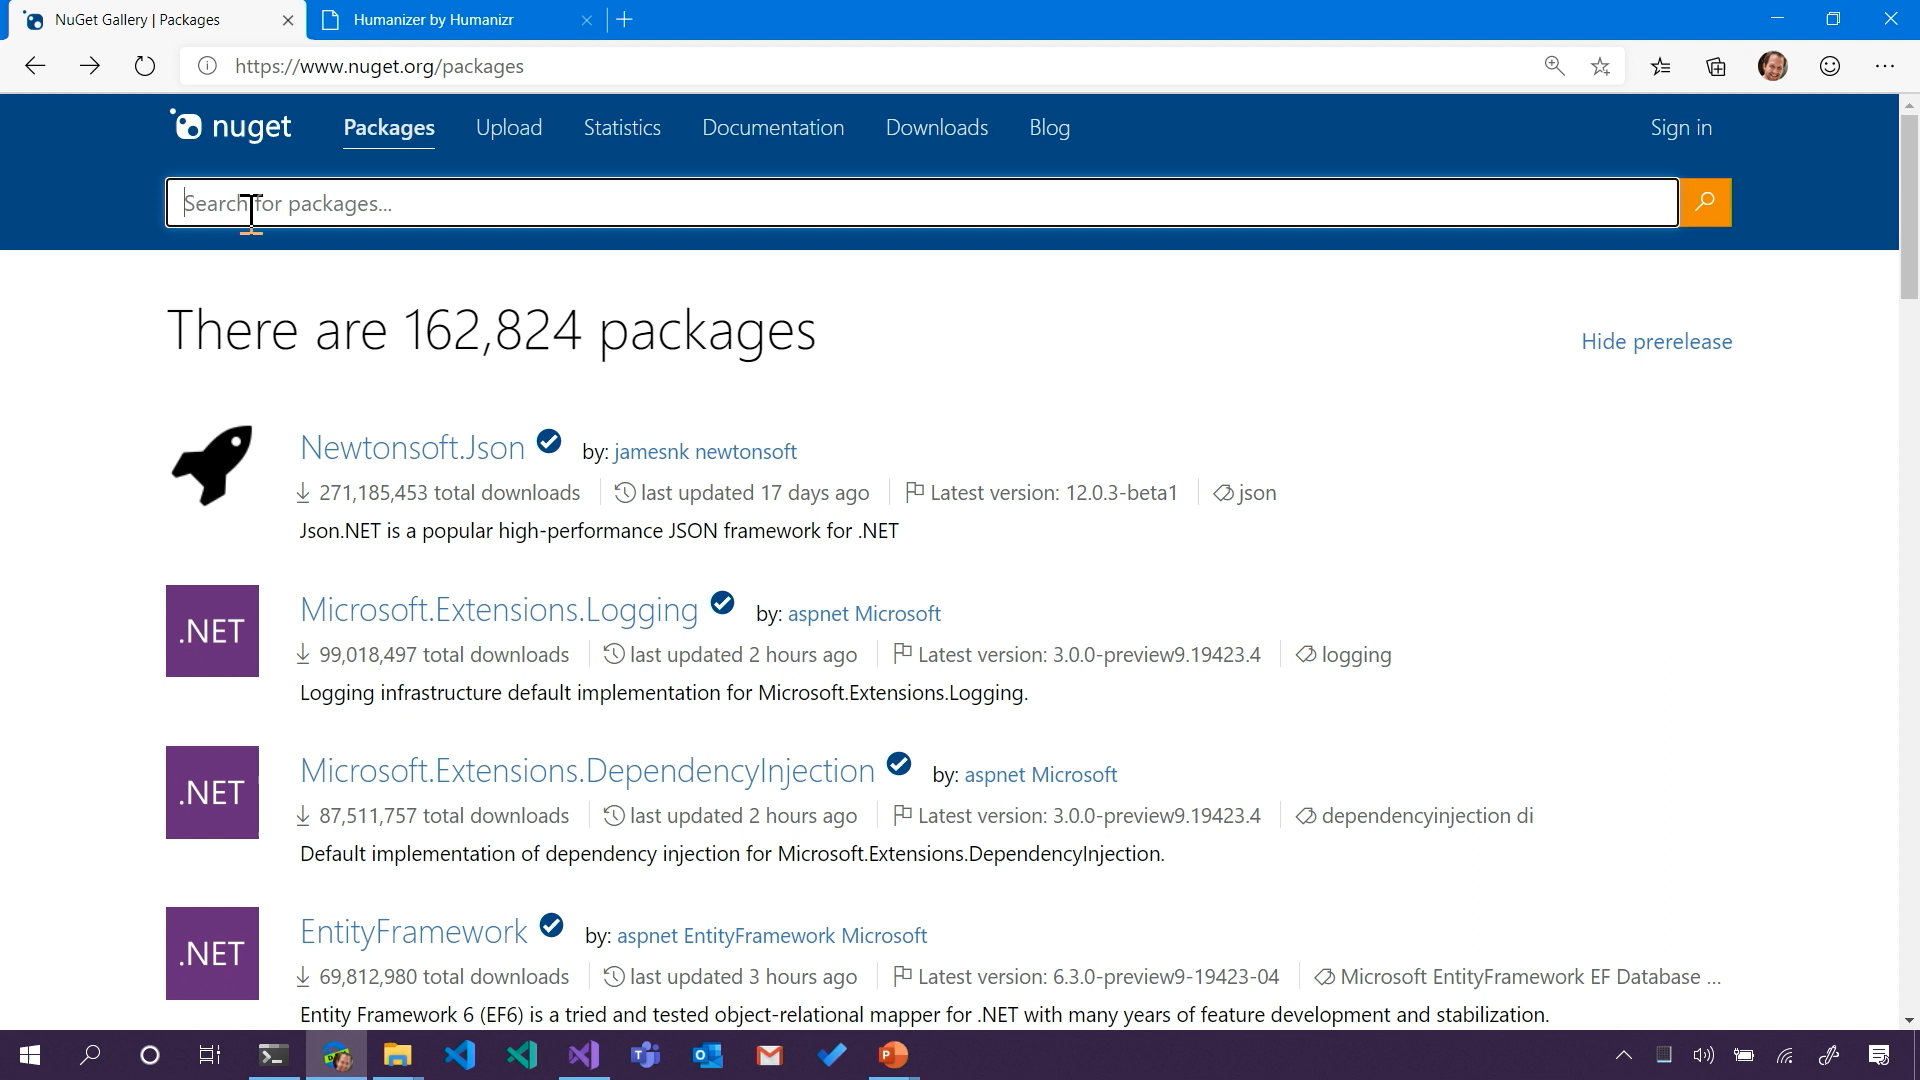 NuGet Gallery | Packages
Humanizer by Humanizr
https://www.nuget.org/packages
nuget
Packages
Upload
Statistics
Documentation
Downloads
Blog
Sign in
Search for packages...
There are 162,824 packages
Hide prerelease
Newtonsoft.Json by: jamesnk newtonsoft
271,185,453 total downloads last updated 17 days ago Latest version: 12.0.3-beta1 json
Json.NET is a popular high-performance JSON framework for .NET
.NET
Microsoft.Extensions.Logging by: aspnet Microsoft
99,018,497 total downloads last updated 2 hours ago Latest version: 3.0.0-preview9.19423.4 logging
Logging infrastructure default implementation for Microsoft.Extensions.Logging.
.NET
Microsoft.Extensions.DependencyInjection by: aspnet Microsoft
87,511,757 total downloads last updated 2 hours ago Latest version: 3.0.0-preview9.19423.4 dependencyinjection di
Default implementation of dependency injection for Microsoft.Extensions.DependencyInjection.
.NET
EntityFramework by: aspnet EntityFramework Microsoft
69,812,980 total downloads last updated 3 hours ago Latest version: 6.3.0-preview9-19423-04 Microsoft EntityFramework EF Database ...
Entity Framework 6 (EF6) is a tried and tested object-relational mapper for .NET with many years of feature development and stabilization.